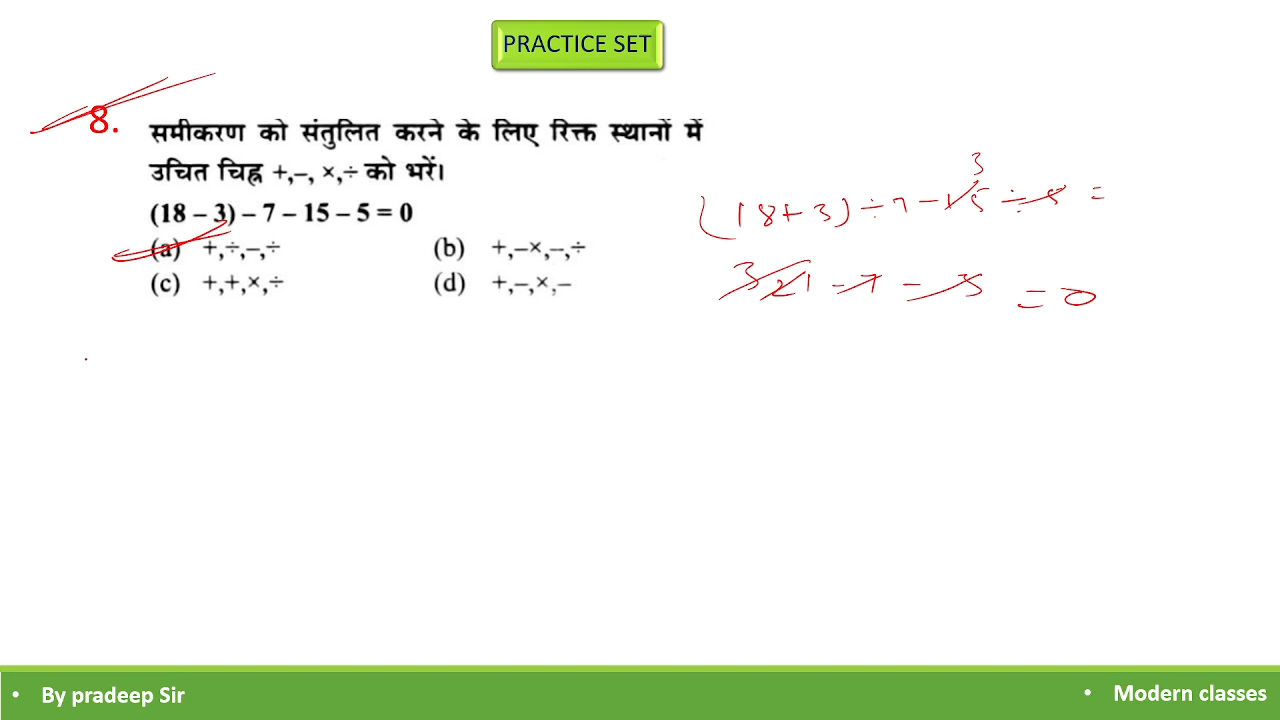 PRACTICE SET
8.
समीकरण को संतुलित करने के लिए रिक्त स्थानों में
उचित चिह्न +,–, ×,÷ को भरें।
(18 – 3) – 7 – 15 – 5 = 0
(a) +,÷,–,÷
(b) +,–×,–,÷
(c) +,+,×,÷
(d) +,–,×,–
3
(18+3) ÷ 7 - 15 ÷ 5 =
3 21 - 7 - 3 = 0
• By pradeep Sir
• Modern classes